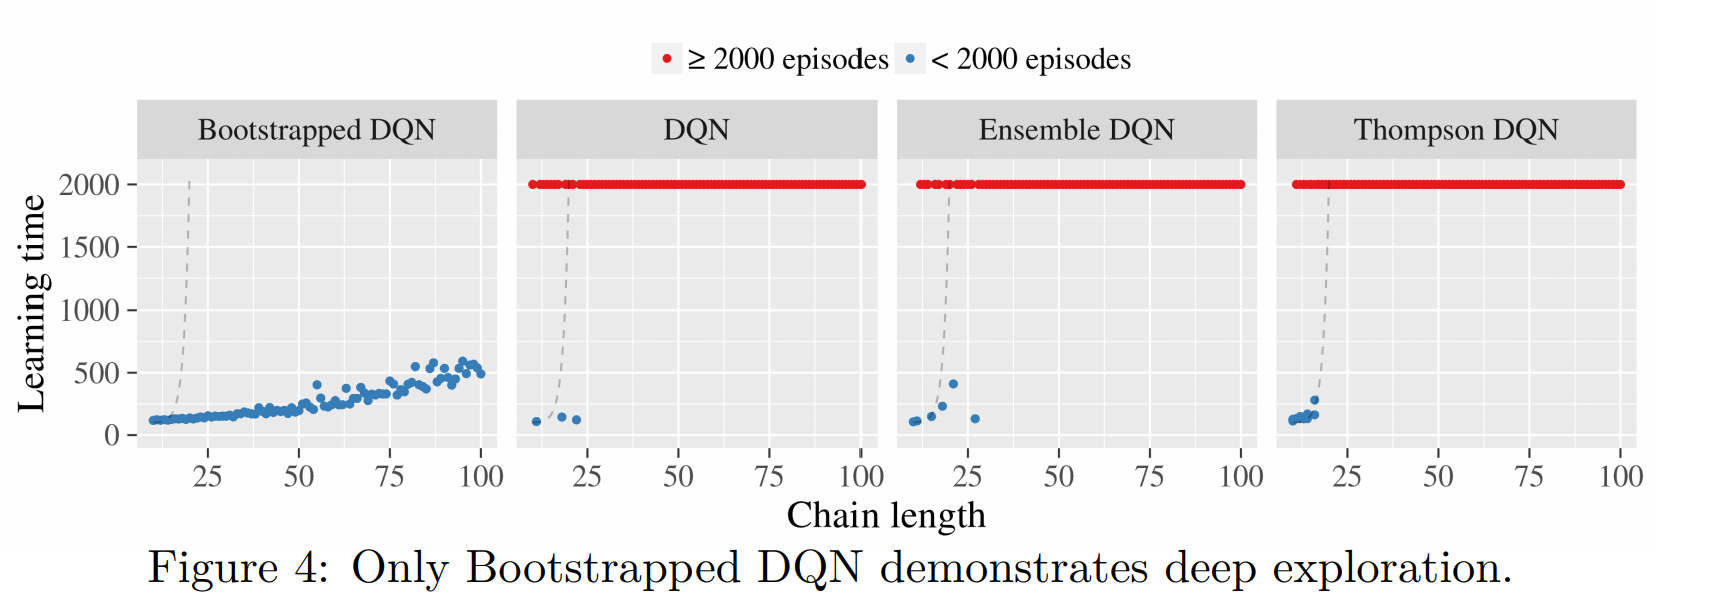 ≥ 2000 episodes < 2000 episodes
Bootstrapped DQN DQN Ensemble DQN Thompson DQN
Learning time
2000
1500
1000
500
0
25 50 75 100 25 50 75 100 25 50 75 100 25 50 75 100
Chain length
Figure 4: Only Bootstrapped DQN demonstrates deep exploration.